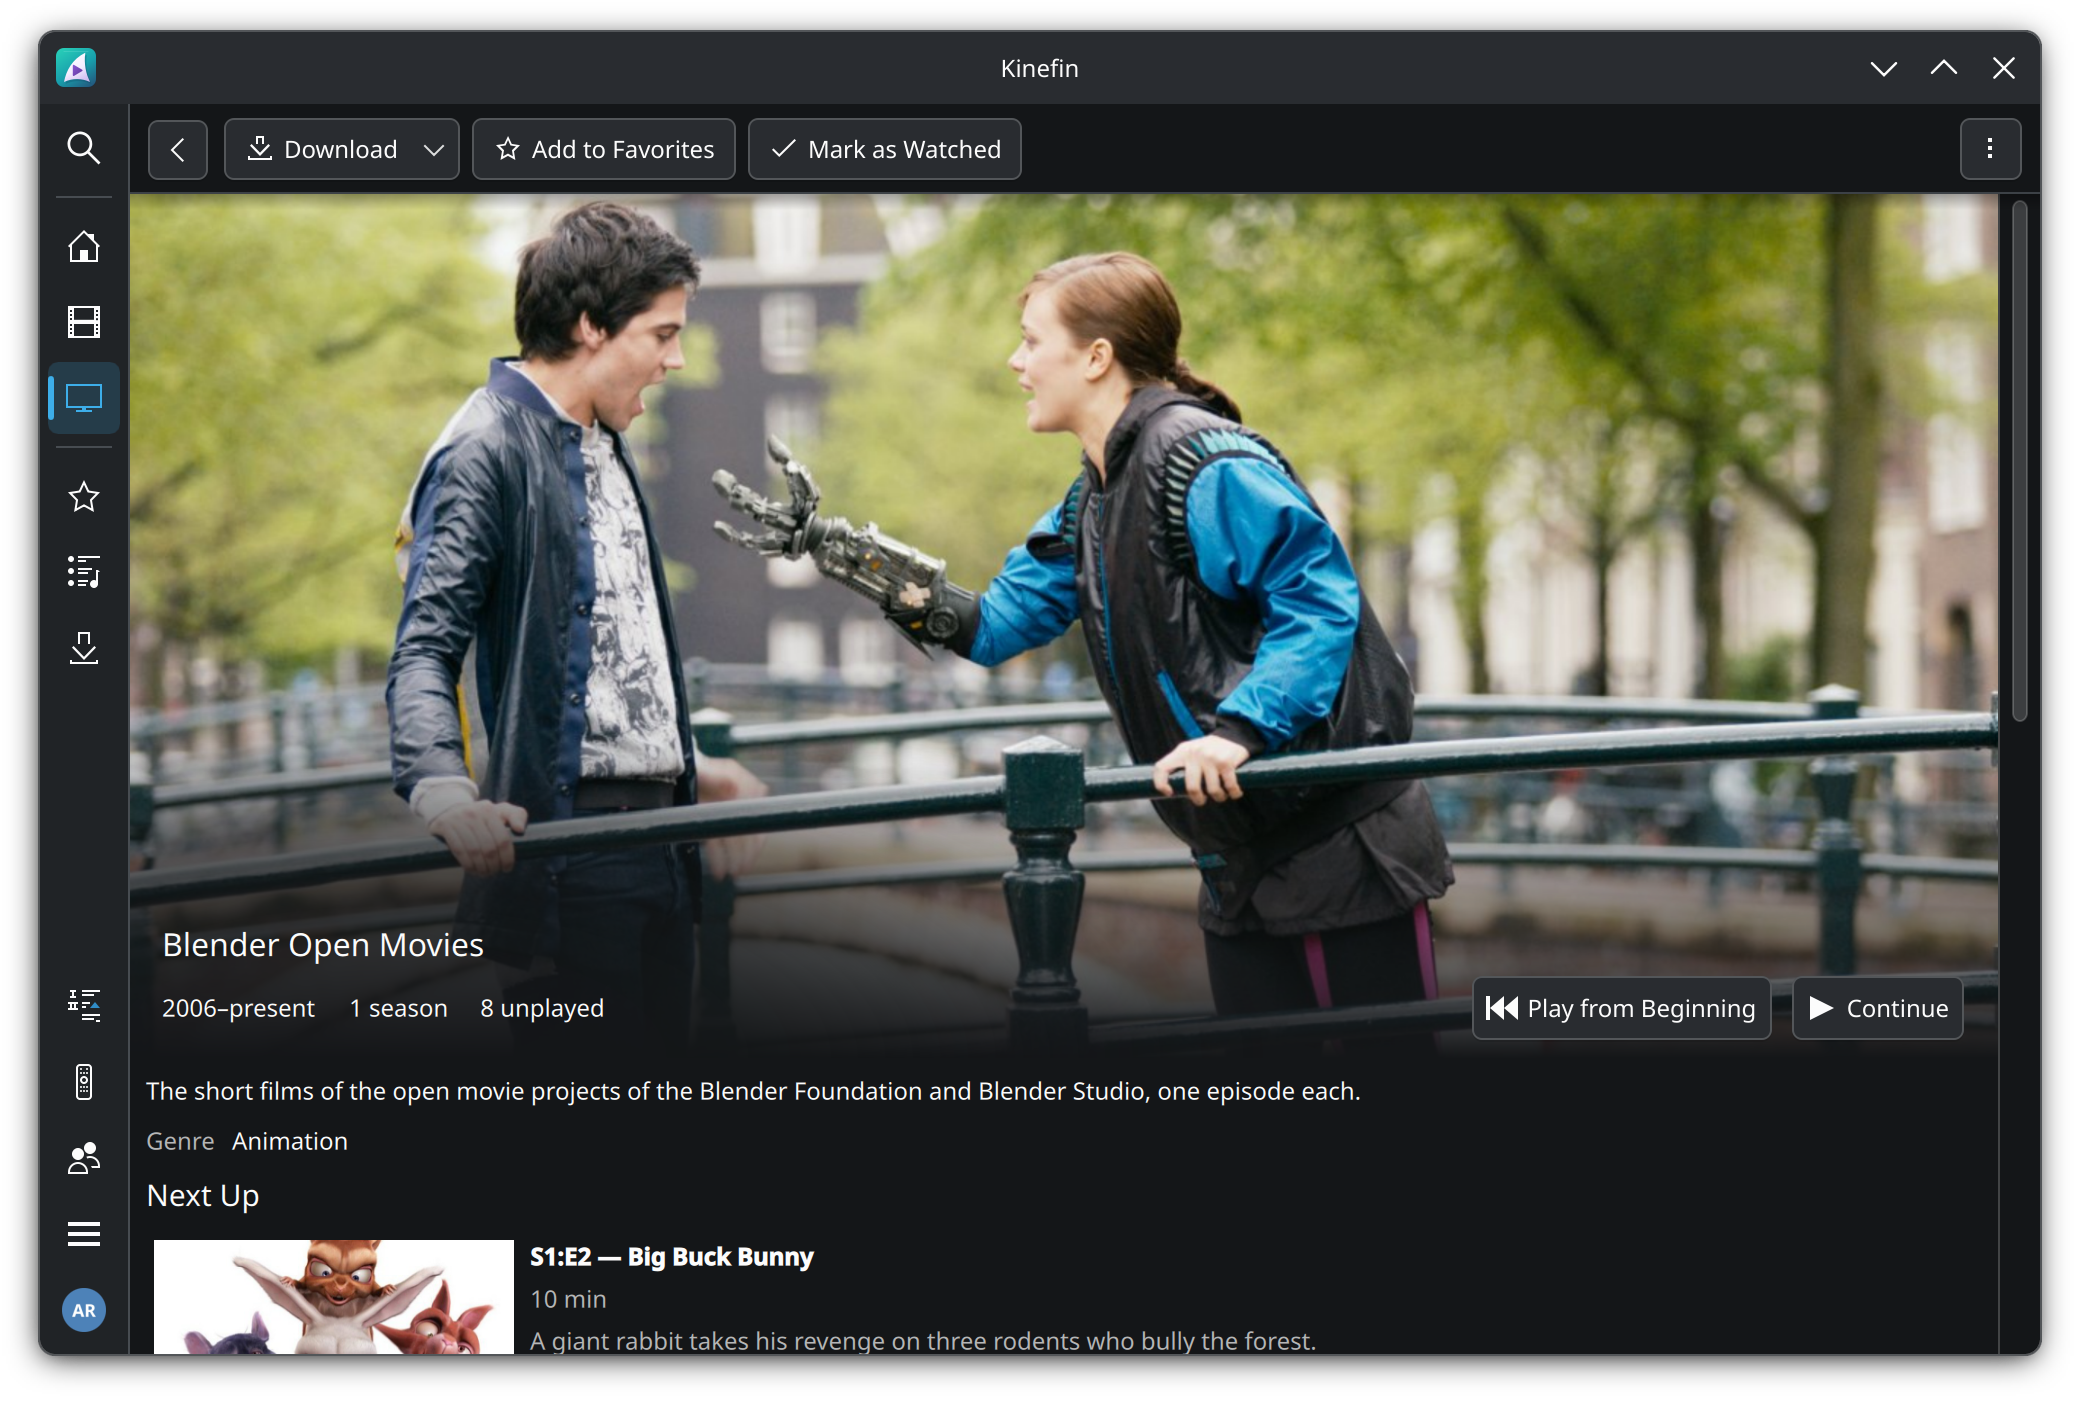 Kinefin
Download
Add to Favorites
Mark as Watched
Blender Open Movies
2006–present 1 season 8 unplayed
Play from Beginning
Continue
The short films of the open movie projects of the Blender Foundation and Blender Studio, one episode each.
Genre Animation
Next Up
S1:E2 — Big Buck Bunny
10 min
A giant rabbit takes his revenge on three rodents who bully the forest.
AR